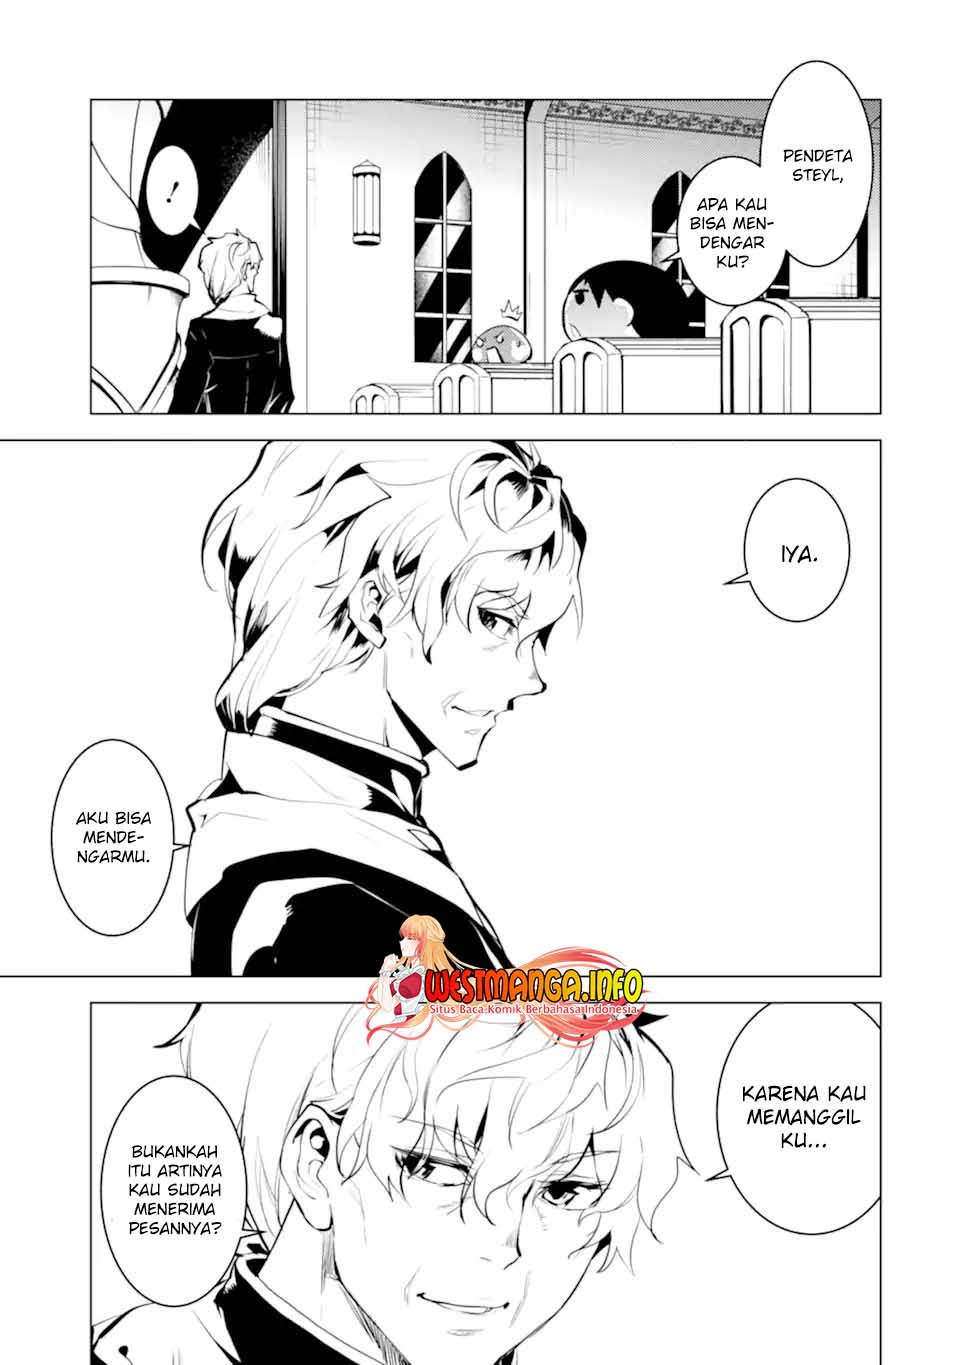 PENDETA
STEYL,
APA KAU
BISA MEN-
DENGAR
KU?
!
IYA.
AKU BISA
MENDE-
NGARMU.
WESTMANGA.INFO
Situs Baca Komik Berbahasa Indonesia
KARENA KAU
MEMANGGIL
KU...
BUKANKAH
ITU ARTINYA
KAU SUDAH
MENERIMA
PESANNYA?